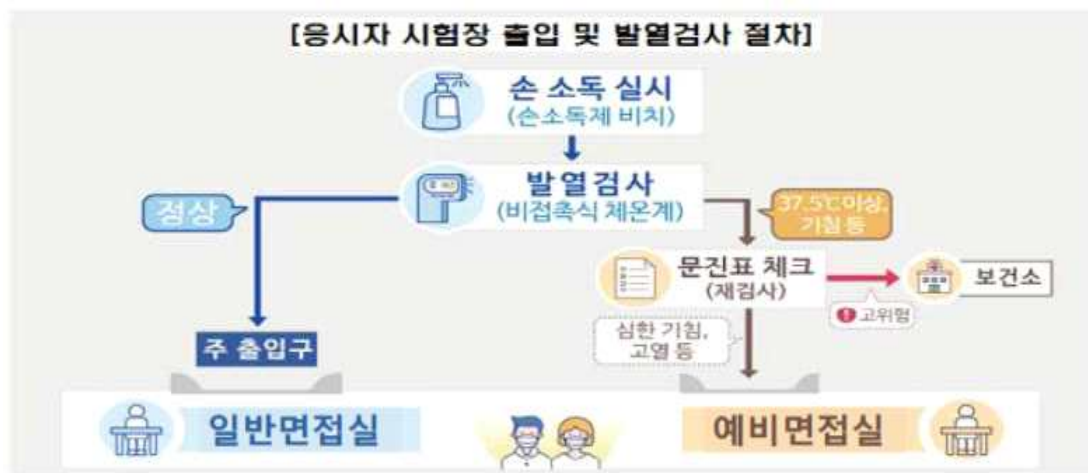 [응시자 시험장 출입 및 발열검사 절차]
손 소독 실시
(손소독제 비치)
발열검사
(비접촉식 체온계)
정상
37.5℃이상,
기침 등
문진표 체크
(재검사)
보건소
고위험
심한 기침,
고열 등
주 출입구
일반면접실
예비면접실